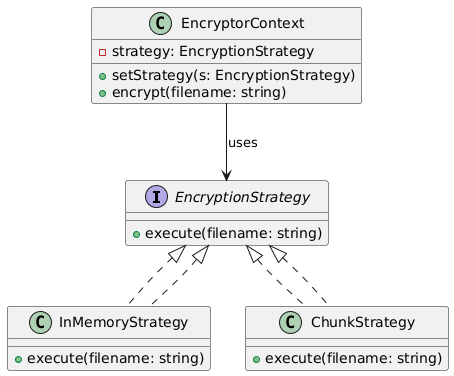 C EncryptorContext
strategy: EncryptionStrategy
setStrategy(s: EncryptionStrategy)
encrypt(filename: string)
uses
I EncryptionStrategy
execute(filename: string)
C InMemoryStrategy
execute(filename: string)
C ChunkStrategy
execute(filename: string)